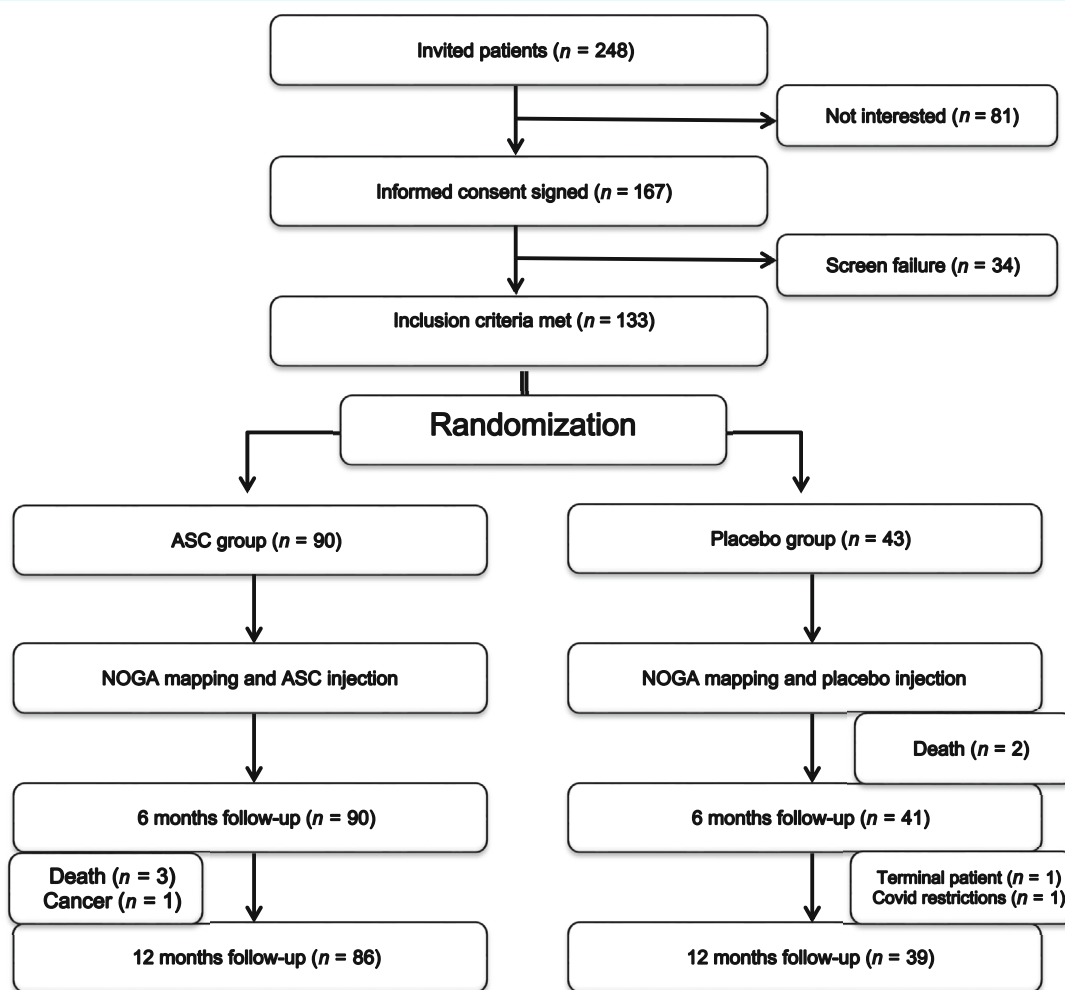 Invited patients (n = 248)
Not interested (n = 81)
Informed consent signed (n = 167)
Screen failure (n = 34)
Inclusion criteria met (n = 133)
Randomization
ASC group (n = 90)
Placebo group (n = 43)
NOGA mapping and ASC injection
NOGA mapping and placebo injection
Death (n = 2)
6 months follow-up (n = 90)
6 months follow-up (n = 41)
Death (n = 3)
Cancer (n = 1)
Terminal patient (n = 1)
Covid restrictions (n = 1)
12 months follow-up (n = 86)
12 months follow-up (n = 39)